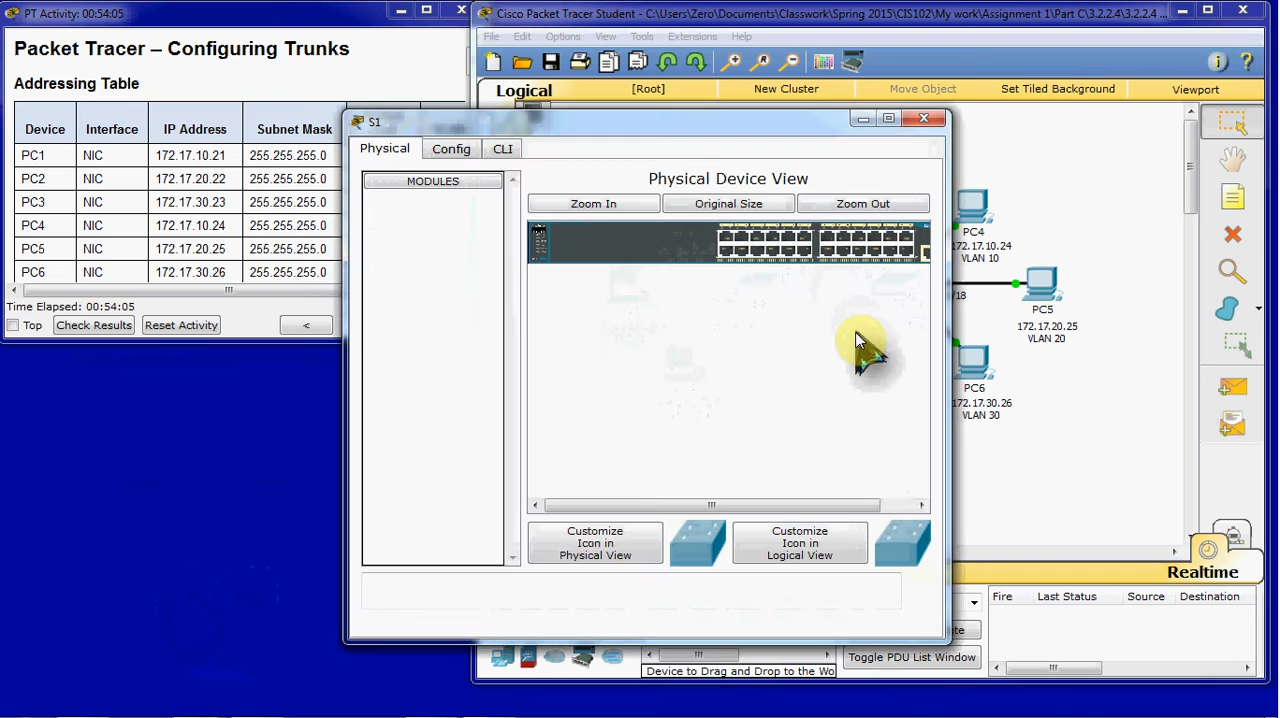 PT Activity: 00:54:05
Packet Tracer – Configuring Trunks
Addressing Table
Device Interface IP Address Subnet Mask
PC1 NIC 172.17.10.21 255.255.255.0
PC2 NIC 172.17.20.22 255.255.255.0
PC3 NIC 172.17.30.23 255.255.255.0
PC4 NIC 172.17.10.24 255.255.255.0
PC5 NIC 172.17.20.25 255.255.255.0
PC6 NIC 172.17.30.26 255.255.255.0
Time Elapsed: 00:54:05
Top Check Results Reset Activity <
Cisco Packet Tracer Student - C:\Users\Zero\Documents\Classwork\Spring 2015\CIS102\My work\Assignment 1\Part C\3.2.2.4\3.2.2.4 ...
File Edit Options View Tools Extensions Help
Logical [Root] New Cluster Move Object Set Tiled Background Viewport
S1
Physical Config CLI
MODULES
Physical Device View
Zoom In Original Size Zoom Out
Customize Icon in Physical View
Customize Icon in Logical View
PC4
172.17.10.24
VLAN 10
/18
PC5
172.17.20.25
VLAN 20
PC6
172.17.30.26
VLAN 30
Realtime
Fire Last Status Source Destination
Toggle PDU List Window
Device to Drag and Drop to the Wo